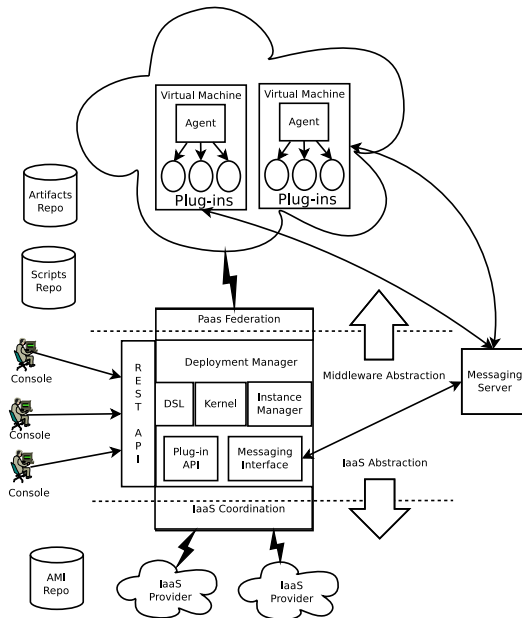 Virtual Machine
Agent
Plug-ins
Virtual Machine
Agent
Plug-ins
Artifacts
Repo
Scripts
Repo
Paas Federation
Deployment Manager
REST API
DSL
Kernel
Instance
Manager
Plug-in
API
Messaging
Interface
IaaS Coordination
Middleware Abstraction
IaaS Abstraction
Messaging
Server
Console
Console
Console
AMI
Repo
IaaS
Provider
IaaS
Provider